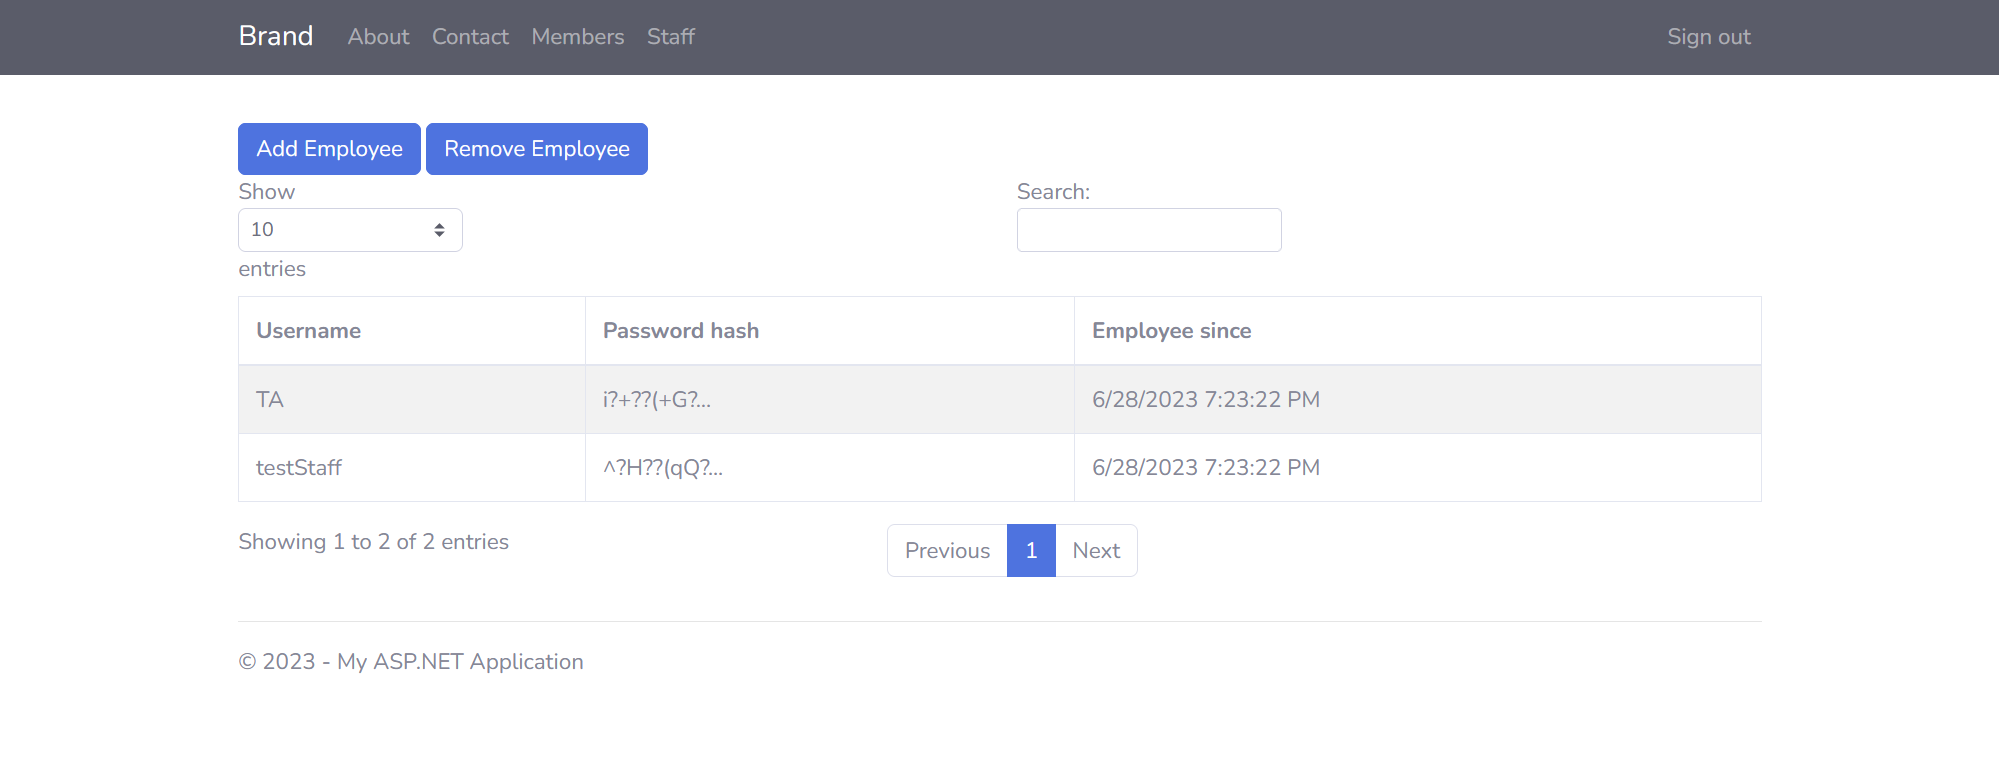 Brand About Contact Members Staff Sign out
Add Employee Remove Employee
Show
10
entries
Search:
Username Password hash Employee since
TA i?+??(+G?... 6/28/2023 7:23:22 PM
testStaff ^?H??(qQ?... 6/28/2023 7:23:22 PM
Showing 1 to 2 of 2 entries
Previous 1 Next
© 2023 - My ASP.NET Application